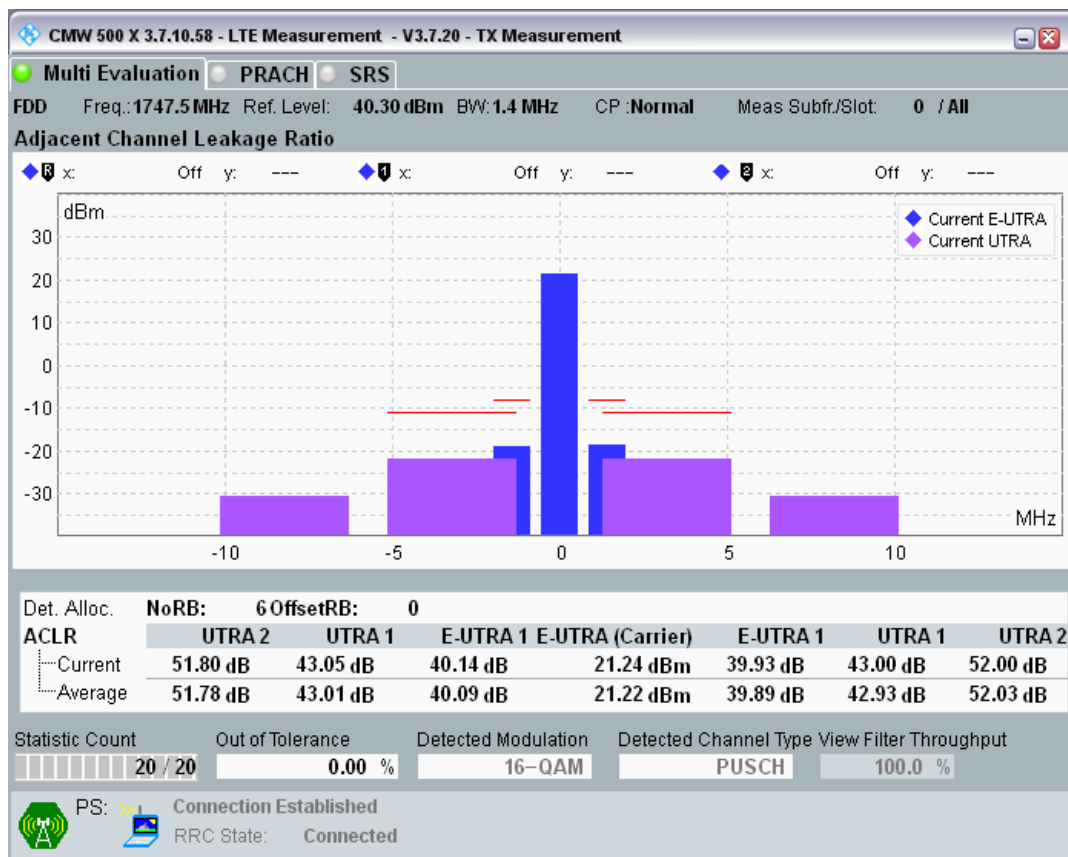 CMW 500 X 3.7.10.58 - LTE Measurement - V3.7.20 - TX Measurement
Multi Evaluation PRACH SRS
FDD Freq.:1747.5 MHz Ref. Level: 40.30 dBm BW:1.4 MHz CP :Normal Meas Subfr./Slot: 0 / All
Adjacent Channel Leakage Ratio
R x: Off y: --- 1 x: Off y: --- 2 x: Off y: ---
dBm
Current E-UTRA
Current UTRA
30
20
10
0
-10
-20
-30
MHz
-10 -5 0 5 10
Det. Alloc. NoRB: 6 OffsetRB: 0
ACLR UTRA 2 UTRA 1 E-UTRA 1 E-UTRA (Carrier) E-UTRA 1 UTRA 1 UTRA 2
Current 51.80 dB 43.05 dB 40.14 dB 21.24 dBm 39.93 dB 43.00 dB 52.00 dB
Average 51.78 dB 43.01 dB 40.09 dB 21.22 dBm 39.89 dB 42.93 dB 52.03 dB
Statistic Count Out of Tolerance Detected Modulation Detected Channel Type View Filter Throughput
20 / 20 0.00 % 16-QAM PUSCH 100.0 %
PS: Connection Established
RRC State: Connected